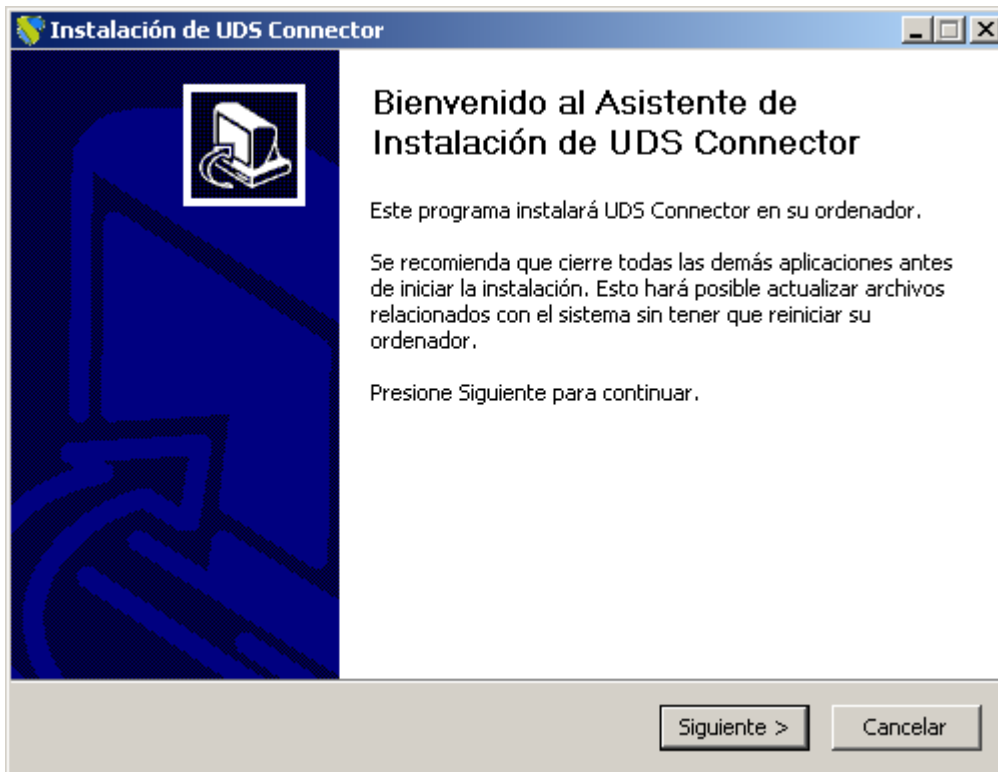 Instalación de UDS Connector
Bienvenido al Asistente de
Instalación de UDS Connector
Este programa instalará UDS Connector en su ordenador.
Se recomienda que cierre todas las demás aplicaciones antes
de iniciar la instalación. Esto hará posible actualizar archivos
relacionados con el sistema sin tener que reiniciar su
ordenador.
Presione Siguiente para continuar.
Siguiente >
Cancelar